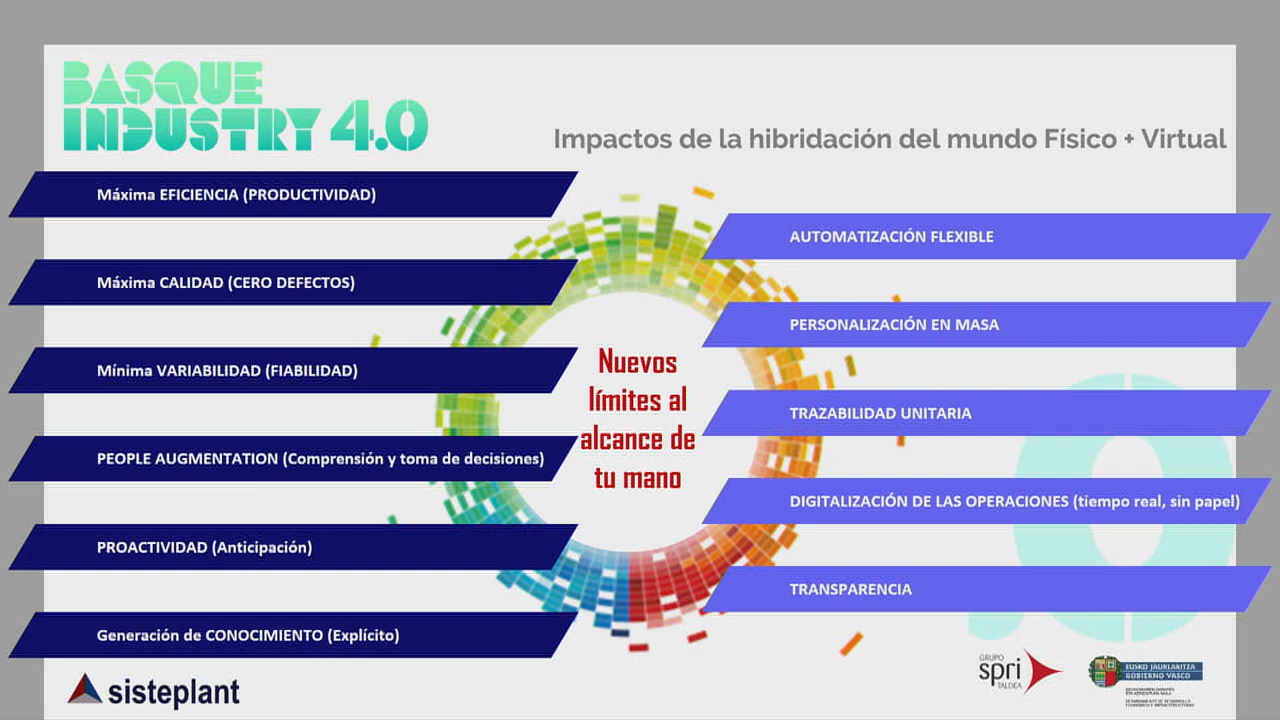 BASQUE
INDUSTRY 4.0
Impactos de la hibridación del mundo Físico + Virtual
Máxima EFICIENCIA (PRODUCTIVIDAD)
Máxima CALIDAD (CERO DEFECTOS)
Mínima VARIABILIDAD (FIABILIDAD)
PEOPLE AUGMENTATION (Comprensión y toma de decisiones)
PROACTIVIDAD (Anticipación)
Generación de CONOCIMIENTO (Explícito)
Nuevos
límites al
alcance de
tu mano
AUTOMATIZACIÓN FLEXIBLE
PERSONALIZACIÓN EN MASA
TRAZABILIDAD UNITARIA
DIGITALIZACIÓN DE LAS OPERACIONES (tiempo real, sin papel)
TRANSPARENCIA
.0
sisteplant
GRUPO
spri
TALDEA
EUSKO JAURLARITZA
GOBIERNO VASCO